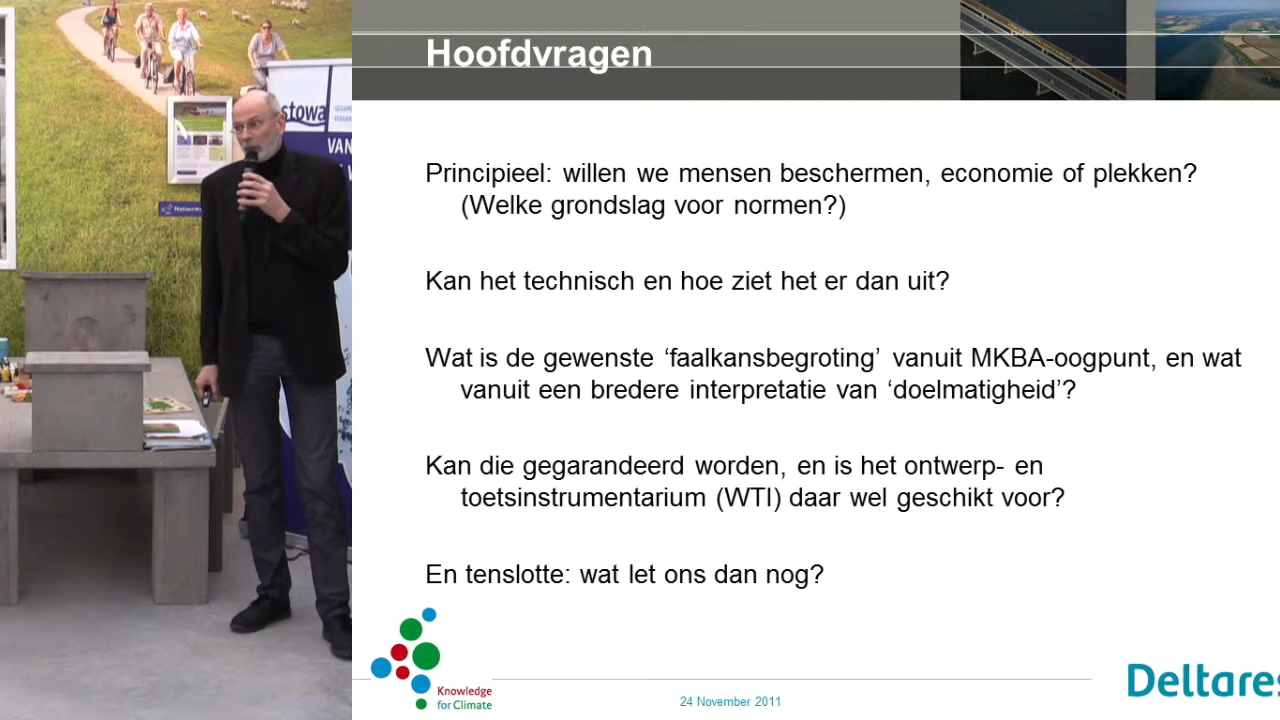 Hoofdvragen
stowa
VAN
Principieel: willen we mensen beschermen, economie of plekken?
(Welke grondslag voor normen?)
Kan het technisch en hoe ziet het er dan uit?
Wat is de gewenste ‘faalkansbegroting’ vanuit MKBA-oogpunt, en wat
vanuit een bredere interpretatie van ‘doelmatigheid’?
Kan die gegarandeerd worden, en is het ontwerp- en
toetsinstrumentarium (WTI) daar wel geschikt voor?
En tenslotte: wat let ons dan nog?
Knowledge
for Climate
24 November 2011
Deltares